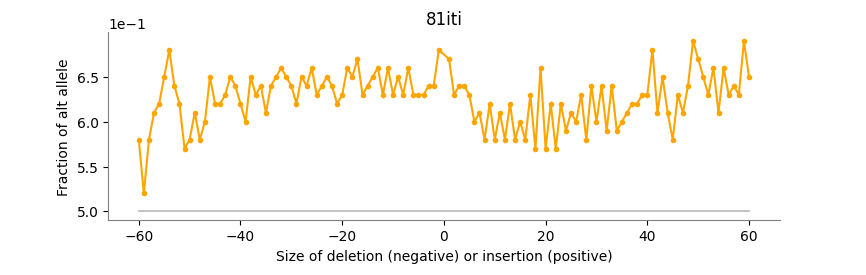 81iti
1e−1
6.5
6.0
5.5
5.0
Fraction of alt allele
−60 −40 −20 0 20 40 60
Size of deletion (negative) or insertion (positive)